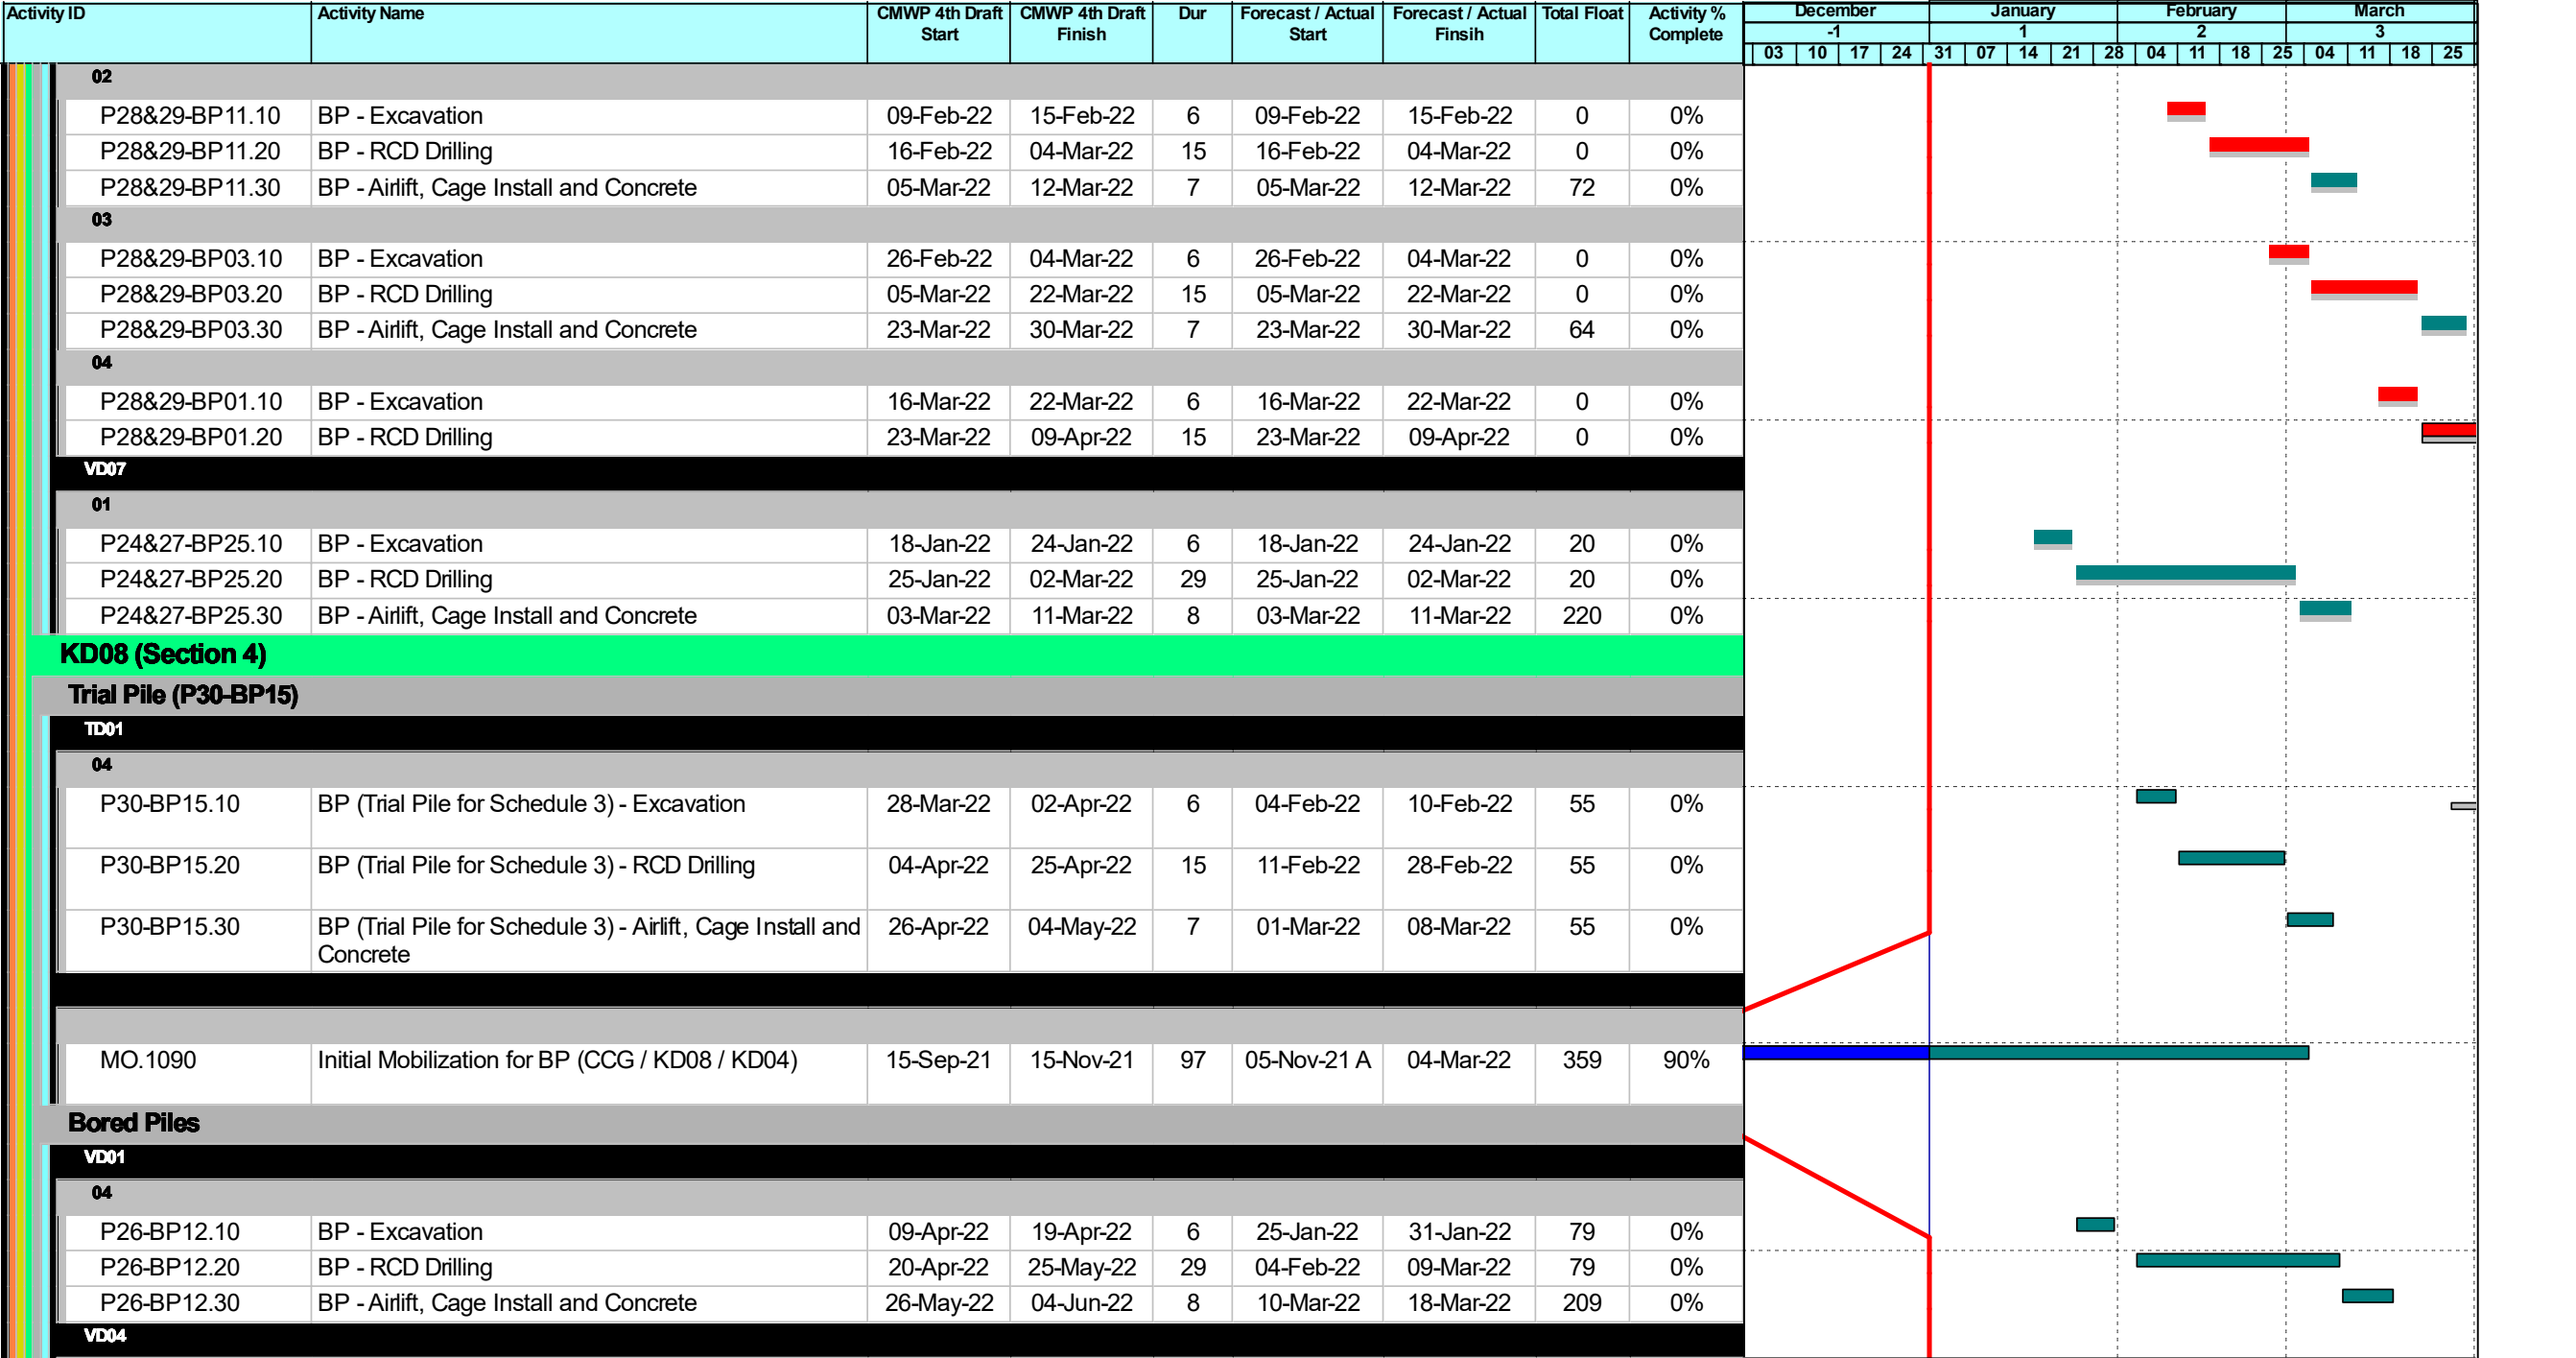 Activity ID Activity Name CMWP 4th Draft CMWP 4th Draft Dur Forecast / Actual Forecast / Actual Total Float Activity % December January February March
Start Finish Start Finsih Complete -1 1 2 3
03 10 17 24 31 07 14 21 28 04 11 18 25 04 11 18 25
02
P28&29-BP11.10 BP - Excavation 09-Feb-22 15-Feb-22 6 09-Feb-22 15-Feb-22 0 0%
P28&29-BP11.20 BP - RCD Drilling 16-Feb-22 04-Mar-22 15 16-Feb-22 04-Mar-22 0 0%
P28&29-BP11.30 BP - Airlift, Cage Install and Concrete 05-Mar-22 12-Mar-22 7 05-Mar-22 12-Mar-22 72 0%
03
P28&29-BP03.10 BP - Excavation 26-Feb-22 04-Mar-22 6 26-Feb-22 04-Mar-22 0 0%
P28&29-BP03.20 BP - RCD Drilling 05-Mar-22 22-Mar-22 15 05-Mar-22 22-Mar-22 0 0%
P28&29-BP03.30 BP - Airlift, Cage Install and Concrete 23-Mar-22 30-Mar-22 7 23-Mar-22 30-Mar-22 64 0%
04
P28&29-BP01.10 BP - Excavation 16-Mar-22 22-Mar-22 6 16-Mar-22 22-Mar-22 0 0%
P28&29-BP01.20 BP - RCD Drilling 23-Mar-22 09-Apr-22 15 23-Mar-22 09-Apr-22 0 0%
VD07
01
P24&27-BP25.10 BP - Excavation 18-Jan-22 24-Jan-22 6 18-Jan-22 24-Jan-22 20 0%
P24&27-BP25.20 BP - RCD Drilling 25-Jan-22 02-Mar-22 29 25-Jan-22 02-Mar-22 20 0%
P24&27-BP25.30 BP - Airlift, Cage Install and Concrete 03-Mar-22 11-Mar-22 8 03-Mar-22 11-Mar-22 220 0%
KD08 (Section 4)
Trial Pile (P30-BP15)
TD01
04
P30-BP15.10 BP (Trial Pile for Schedule 3) - Excavation 28-Mar-22 02-Apr-22 6 04-Feb-22 10-Feb-22 55 0%
P30-BP15.20 BP (Trial Pile for Schedule 3) - RCD Drilling 04-Apr-22 25-Apr-22 15 11-Feb-22 28-Feb-22 55 0%
P30-BP15.30 BP (Trial Pile for Schedule 3) - Airlift, Cage Install and 26-Apr-22 04-May-22 7 01-Mar-22 08-Mar-22 55 0%
Concrete
MO.1090 Initial Mobilization for BP (CCG / KD08 / KD04) 15-Sep-21 15-Nov-21 97 05-Nov-21 A 04-Mar-22 359 90%
Bored Piles
VD01
04
P26-BP12.10 BP - Excavation 09-Apr-22 19-Apr-22 6 25-Jan-22 31-Jan-22 79 0%
P26-BP12.20 BP - RCD Drilling 20-Apr-22 25-May-22 29 04-Feb-22 09-Mar-22 79 0%
P26-BP12.30 BP - Airlift, Cage Install and Concrete 26-May-22 04-Jun-22 8 10-Mar-22 18-Mar-22 209 0%
VD04